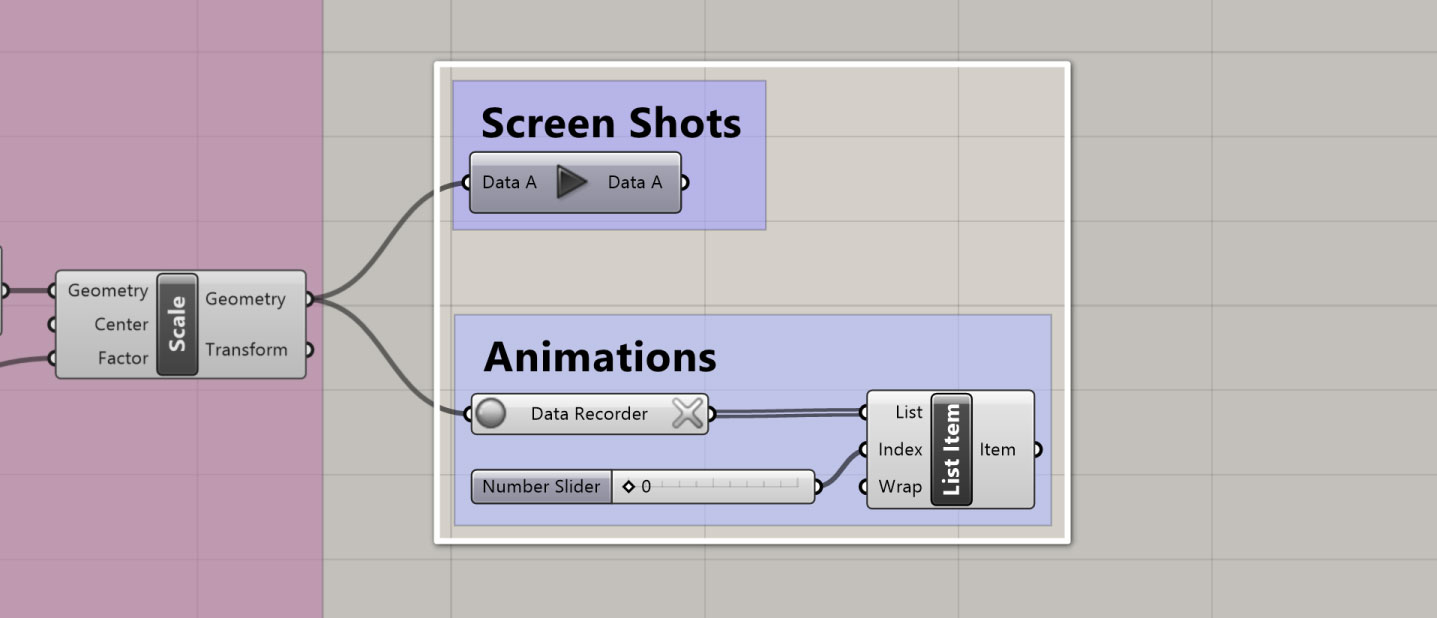 Screen Shots
Data A Data A
Geometry
Center
Factor
Scale
Geometry
Transform
Animations
Data Recorder
Number Slider 0
List
Index
Wrap
List Item
Item